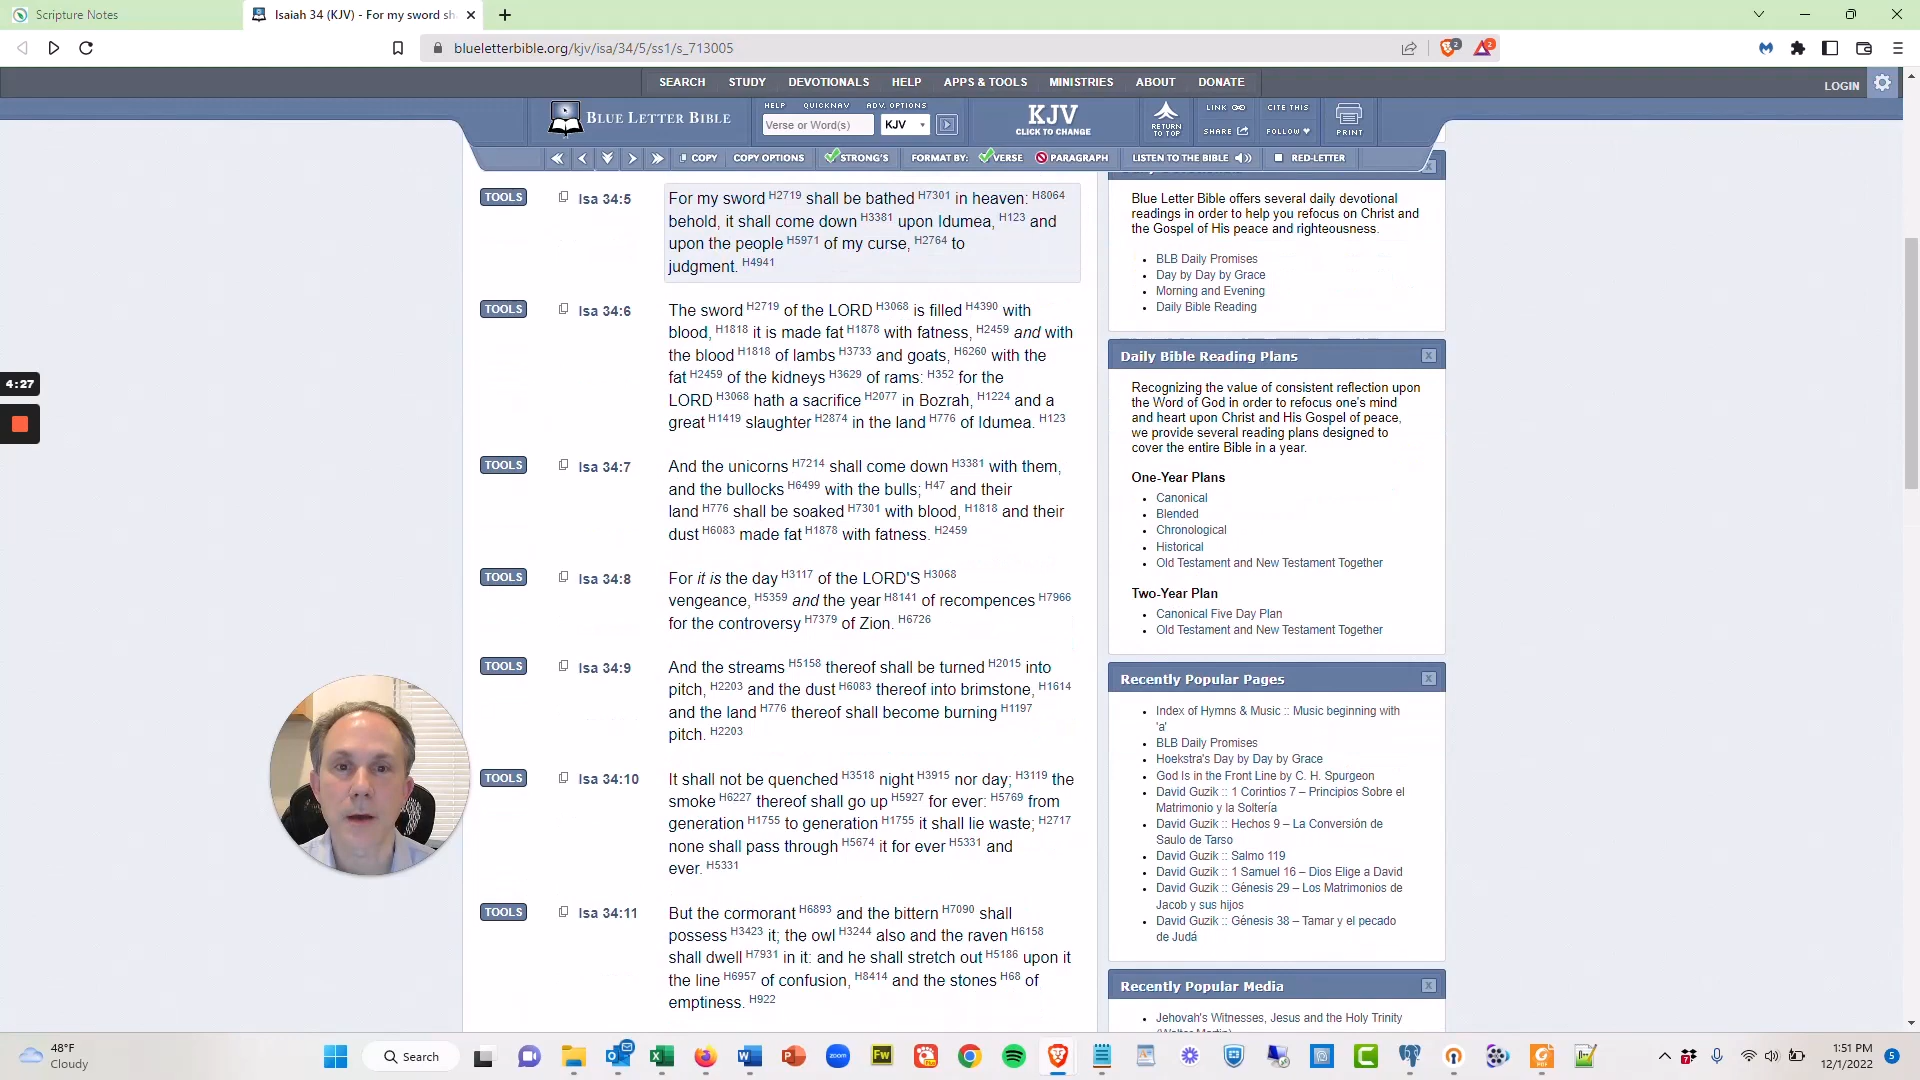 Scripture Notes
Isaiah 34 (KJV) - For my sword sh
blueletterbible.org/kjv/isa/34/5/ss1/s_713005
2
2
SEARCH STUDY DEVOTIONALS HELP APPS & TOOLS MINISTRIES ABOUT DONATE
LOGIN
BLUE LETTER BIBLE
HELP QUICKNAV ADV. OPTIONS
Verse or Word(s) KJV
KJV
CLICK TO CHANGE
RETURN
TO TOP
LINK CITE THIS
SHARE FOLLOW
PRINT
COPY COPY OPTIONS STRONG'S FORMAT BY: VERSE PARAGRAPH LISTEN TO THE BIBLE RED-LETTER
TOOLS Isa 34:5 For my sword H2719 shall be bathed H7301 in heaven: H8064
behold, it shall come down H3381 upon Idumea, H123 and
upon the people H5971 of my curse, H2764 to
judgment. H4941
TOOLS Isa 34:6 The sword H2719 of the LORD H3068 is filled H4390 with
blood, H1818 it is made fat H1878 with fatness, H2459 and with
the blood H1818 of lambs H3733 and goats, H6260 with the
fat H2459 of the kidneys H3629 of rams: H352 for the
LORD H3068 hath a sacrifice H2077 in Bozrah, H1224 and a
great H1419 slaughter H2874 in the land H776 of Idumea. H123
TOOLS Isa 34:7 And the unicorns H7214 shall come down H3381 with them,
and the bullocks H6499 with the bulls; H47 and their
land H776 shall be soaked H7301 with blood, H1818 and their
dust H6083 made fat H1878 with fatness. H2459
TOOLS Isa 34:8 For it is the day H3117 of the LORD'S H3068
vengeance, H5359 and the year H8141 of recompences H7966
for the controversy H7379 of Zion. H6726
TOOLS Isa 34:9 And the streams H5158 thereof shall be turned H2015 into
pitch, H2203 and the dust H6083 thereof into brimstone, H1614
and the land H776 thereof shall become burning H1197
pitch. H2203
TOOLS Isa 34:10 It shall not be quenched H3518 night H3915 nor day; H3119 the
smoke H6227 thereof shall go up H5927 for ever: H5769 from
generation H1755 to generation H1755 it shall lie waste; H2717
none shall pass through H5674 it for ever H5331 and
ever. H5331
TOOLS Isa 34:11 But the cormorant H6893 and the bittern H7090 shall
possess H3423 it; the owl H3244 also and the raven H6158
shall dwell H7931 in it: and he shall stretch out H5186 upon it
the line H6957 of confusion, H8414 and the stones H68 of
emptiness. H922
Blue Letter Bible offers several daily devotional
readings in order to help you refocus on Christ and
the Gospel of His peace and righteousness.
BLB Daily Promises
Day by Day by Grace
Morning and Evening
Daily Bible Reading
Daily Bible Reading Plans
Recognizing the value of consistent reflection upon
the Word of God in order to refocus one's mind
and heart upon Christ and His Gospel of peace,
we provide several reading plans designed to
cover the entire Bible in a year.
One-Year Plans
Canonical
Blended
Chronological
Historical
Old Testament and New Testament Together
Two-Year Plan
Canonical Five Day Plan
Old Testament and New Testament Together
Recently Popular Pages
Index of Hymns & Music :: Music beginning with
'a'
BLB Daily Promises
Hoekstra's Day by Day by Grace
God Is in the Front Line by C. H. Spurgeon
David Guzik :: 1 Corintios 7 – Principios Sobre el
Matrimonio y la Soltería
David Guzik :: Hechos 9 – La Conversión de
Saulo de Tarso
David Guzik :: Salmo 119
David Guzik :: 1 Samuel 16 – Dios Elige a David
David Guzik :: Génesis 29 – Los Matrimonios de
Jacob y sus hijos
David Guzik :: Génesis 38 – Tamar y el pecado
de Judá
Recently Popular Media
Jehovah's Witnesses, Jesus and the Holy Trinity
4:27
48°F
Cloudy
Search
zoom
Fw
1:51 PM
12/1/2022
5